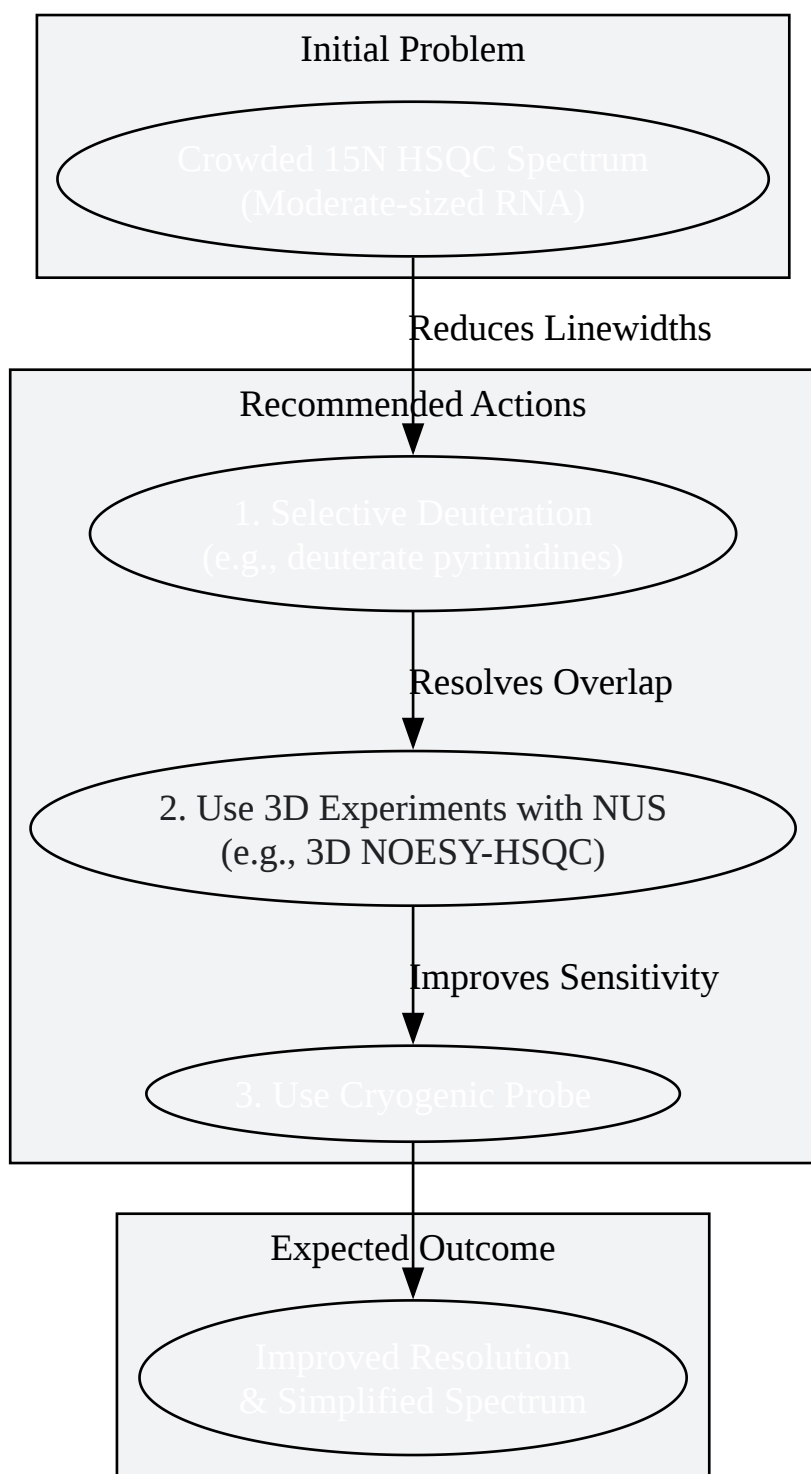 Initial Problem
Crowded 15N HSQC Spectrum
(Moderate-sized RNA)
Reduces Linewidths
Recommended Actions
1. Selective Deuteration
(e.g., deuterate pyrimidines)
Resolves Overlap
2. Use 3D Experiments with NUS
(e.g., 3D NOESY-HSQC)
Improves Sensitivity
3. Use Cryogenic Probe
Expected Outcome
Improved Resolution
& Simplified Spectrum